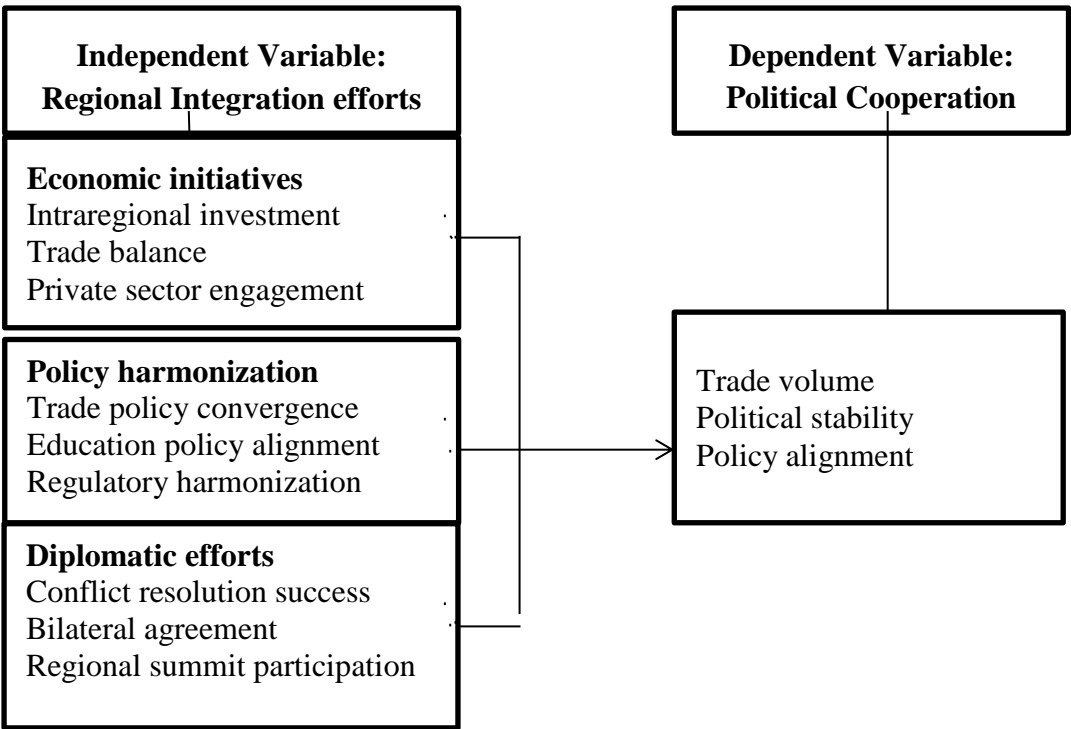 Independent Variable:
Regional Integration efforts
Economic initiatives
Intraregional investment
Trade balance
Private sector engagement
Policy harmonization
Trade policy convergence
Education policy alignment
Regulatory harmonization
Diplomatic efforts
Conflict resolution success
Bilateral agreement
Regional summit participation
Dependent Variable:
Political Cooperation
Trade volume
Political stability
Policy alignment